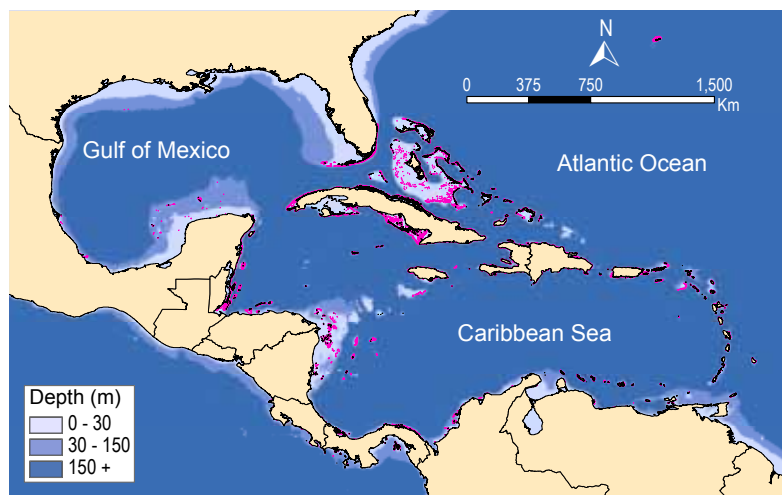 N
0 375 750 1,500
Km
Gulf of Mexico
Atlantic Ocean
Caribbean Sea
Depth (m)
0 - 30
30 - 150
150 +